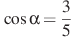 cos α = 3/5